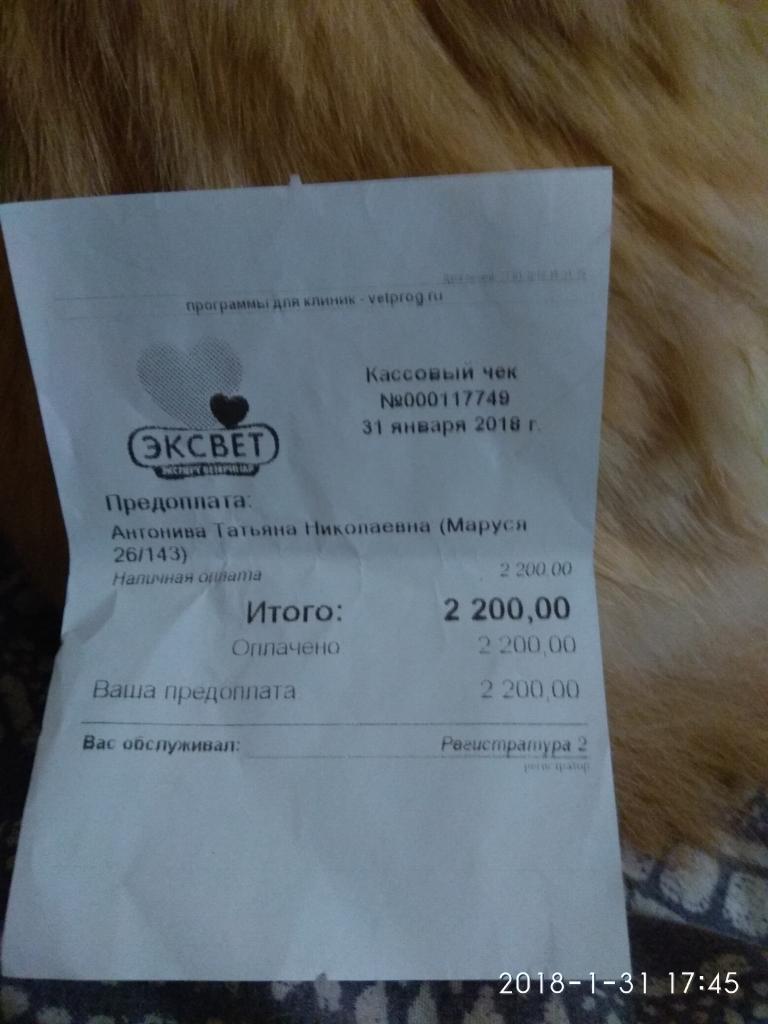 программы для клиник - vetprog.ru
ЭКСВЕТ
ЭКСПЕРТ ВЕТЕРИНАР
Кассовый чек
№000117749
31 января 2018 г.
Предоплата:
Антонива Татьяна Николаевна (Маруся
26/143)
Наличная оплата 2 200,00
Итого: 2 200,00
Оплачено 2 200,00
Ваша предоплата 2 200,00
Вас обслуживал: Регистратура 2
регистратор
2018-1-31 17:45